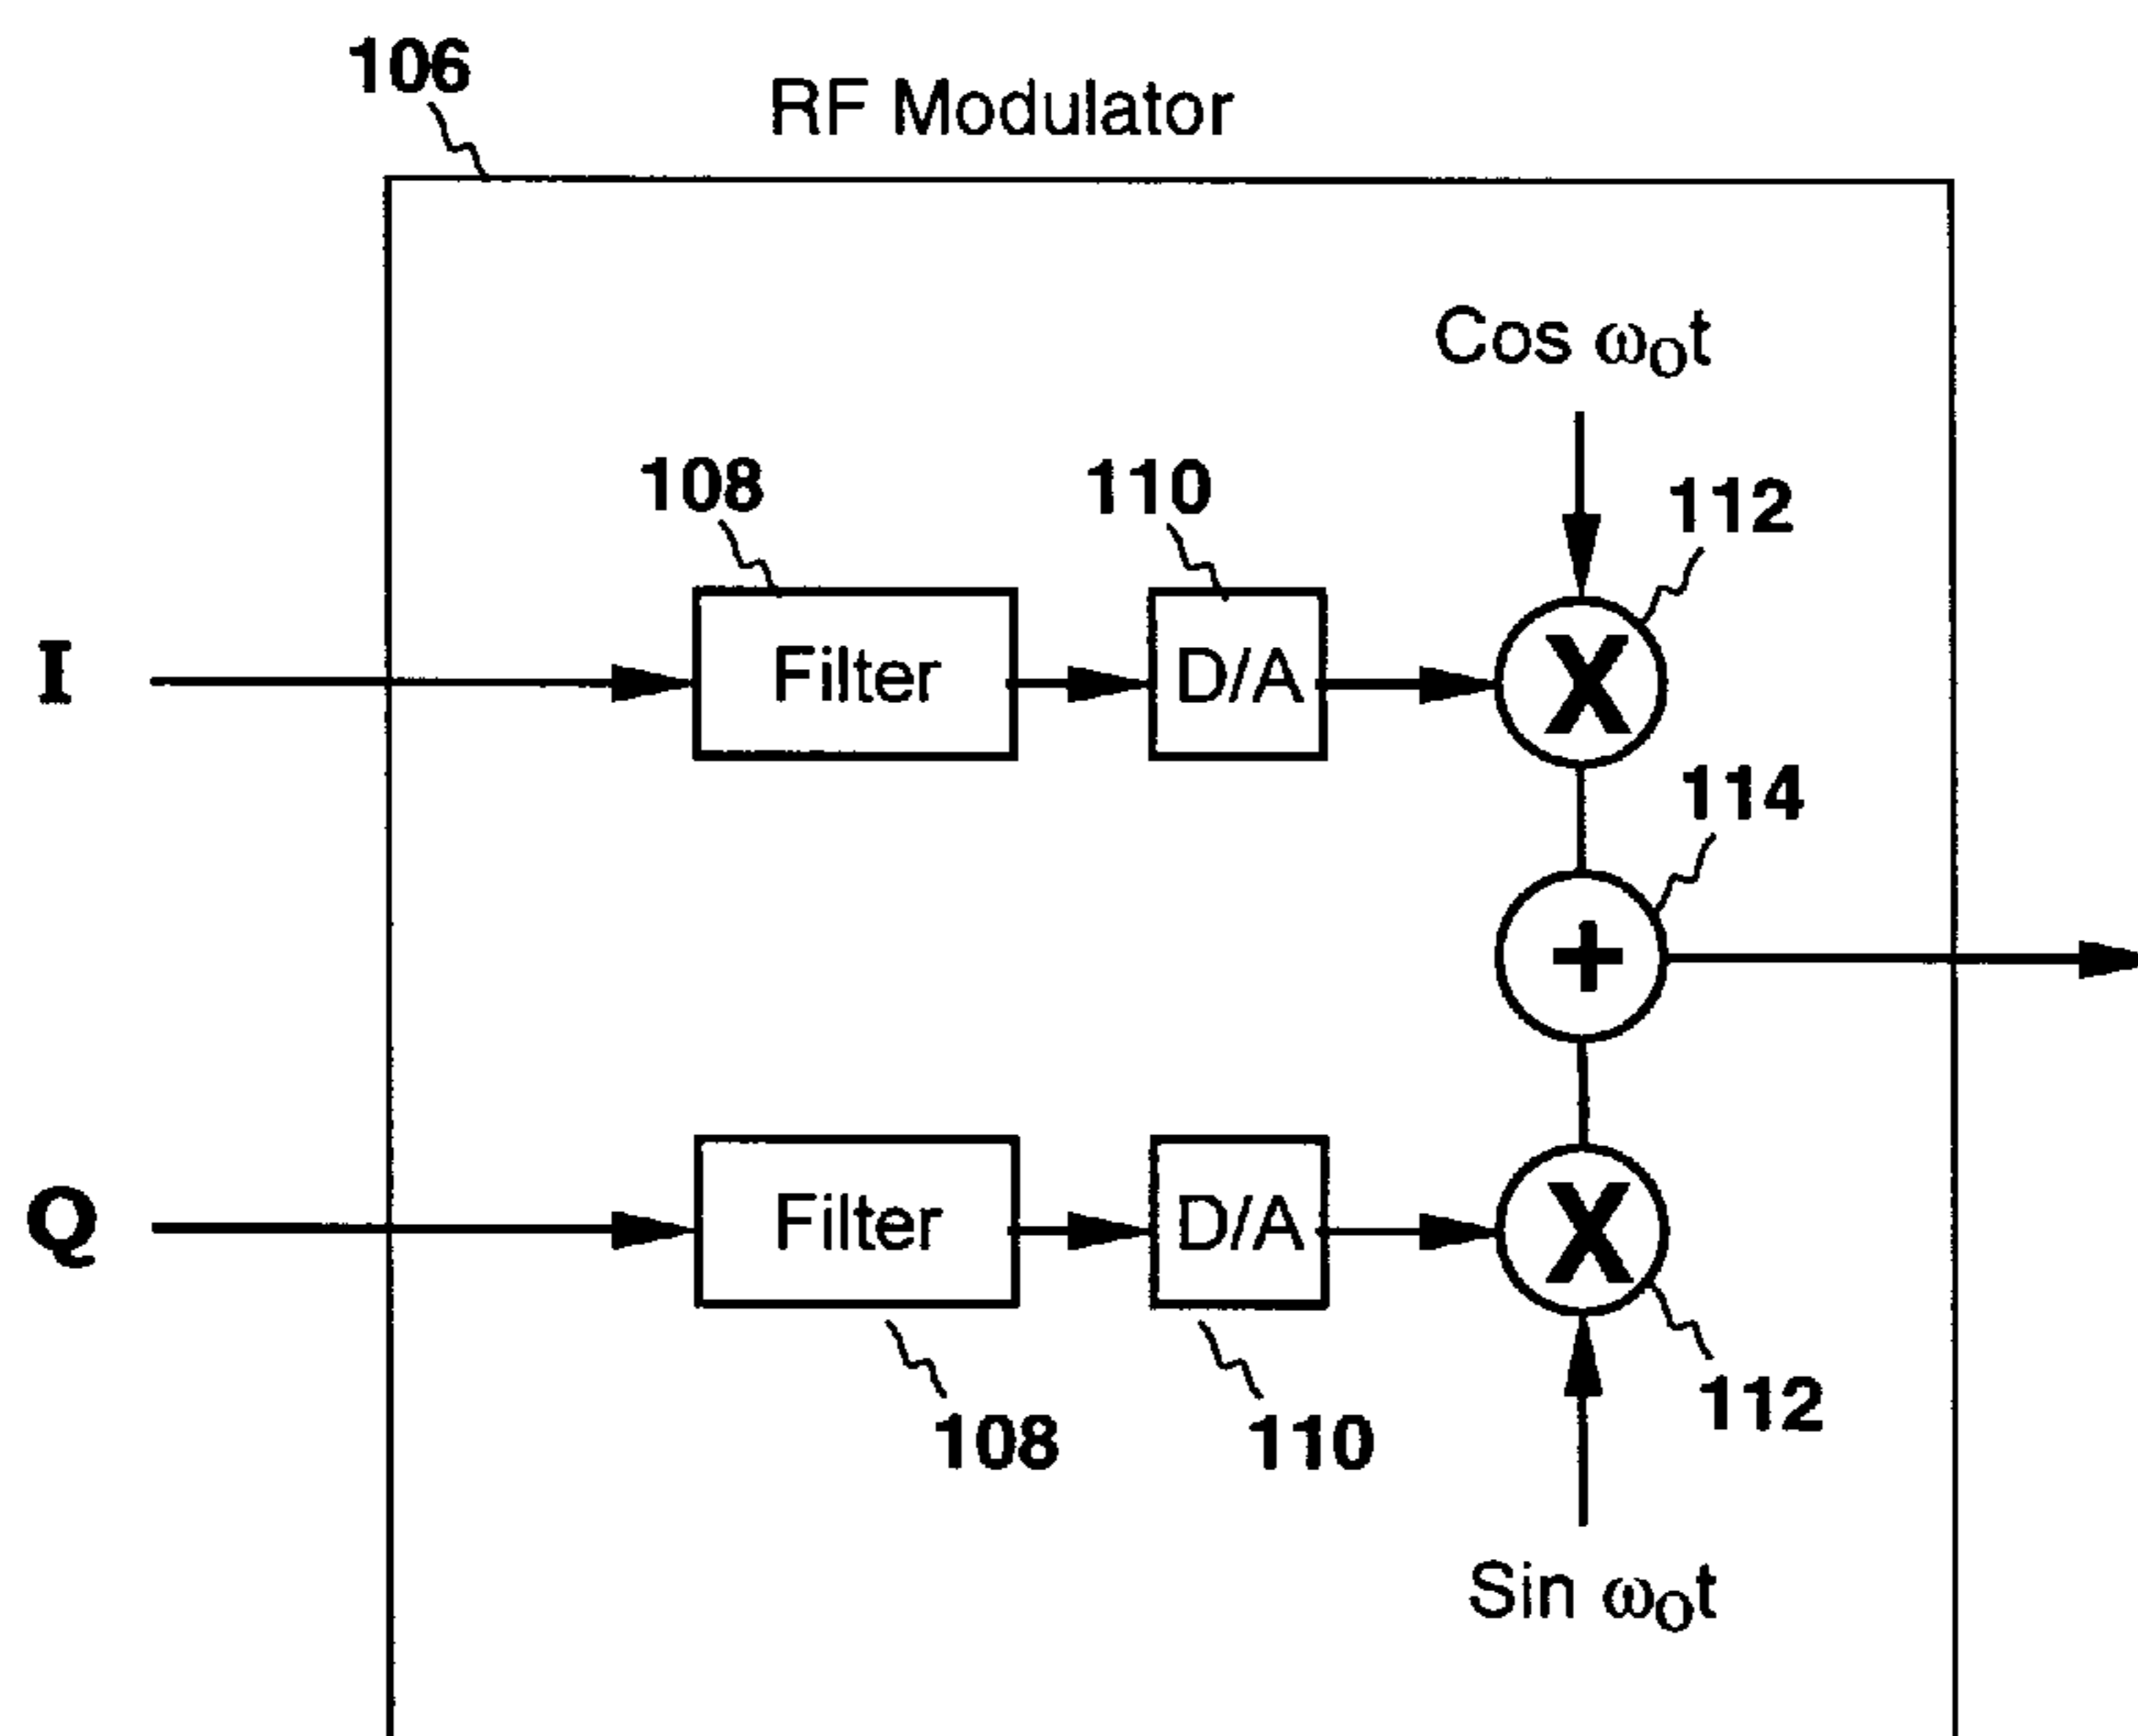 106
RF Modulator
Cos ωOt
108
110
112
I
Filter
D/A
X
114
+
Q
Filter
D/A
X
108
110
112
Sin ωOt